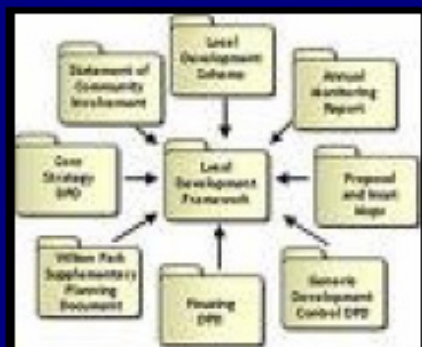 Local
Development
Scheme
Statement of
Community
Involvement
Annual
Monitoring
Report
Core
Strategy
DPD
Local
Development
Framework
Proposal
and Inset
Maps
Park
Supplementary
Planning
Document
Housing
DPD
Generic
Development
Control DPD